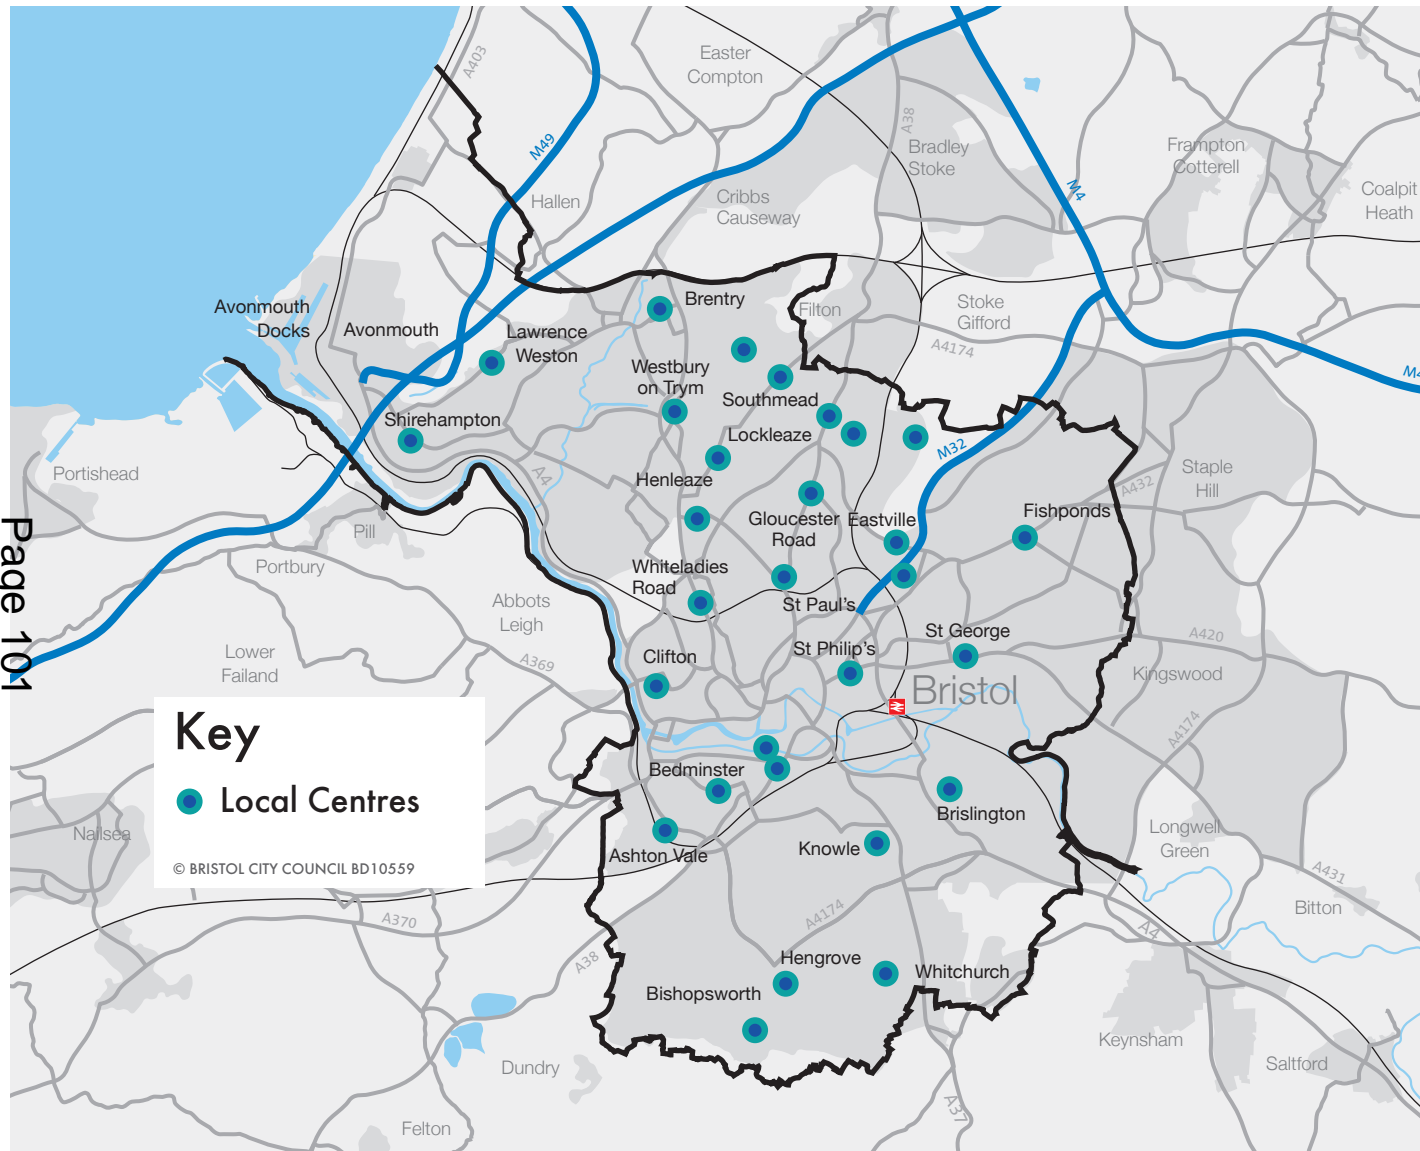 A403
Easter
Compton
M49
A38
Bradley
Stoke
Frampton
Cotterell
M4
Coalpit
Heath
Hallen
Cribbs
Causeway
Avonmouth
Docks
Avonmouth
Lawrence
Weston
Brentry
Filton
Stoke
Gifford
A4174
Westbury
on Trym
Southmead
M4
Shirehampton
Lockleaze
M32
Portishead
A4
Henleaze
Staple
Hill
A432
Pill
Gloucester
Road
Eastville
Fishponds
Page 101
Portbury
Whiteladies
Road
St Paul's
Abbots
Leigh
St George
A420
Lower
Failand
A369
Clifton
St Philip's
Kingswood
Bristol
A4174
Key
Local Centres
© BRISTOL CITY COUNCIL BD10559
Bedminster
Brislington
Nailsea
Ashton Vale
Knowle
Longwell
Green
A431
A370
A4174
Bitton
A4
A38
Hengrove
Whitchurch
Bishopsworth
Keynsham
Saltford
Dundry
A37
Felton